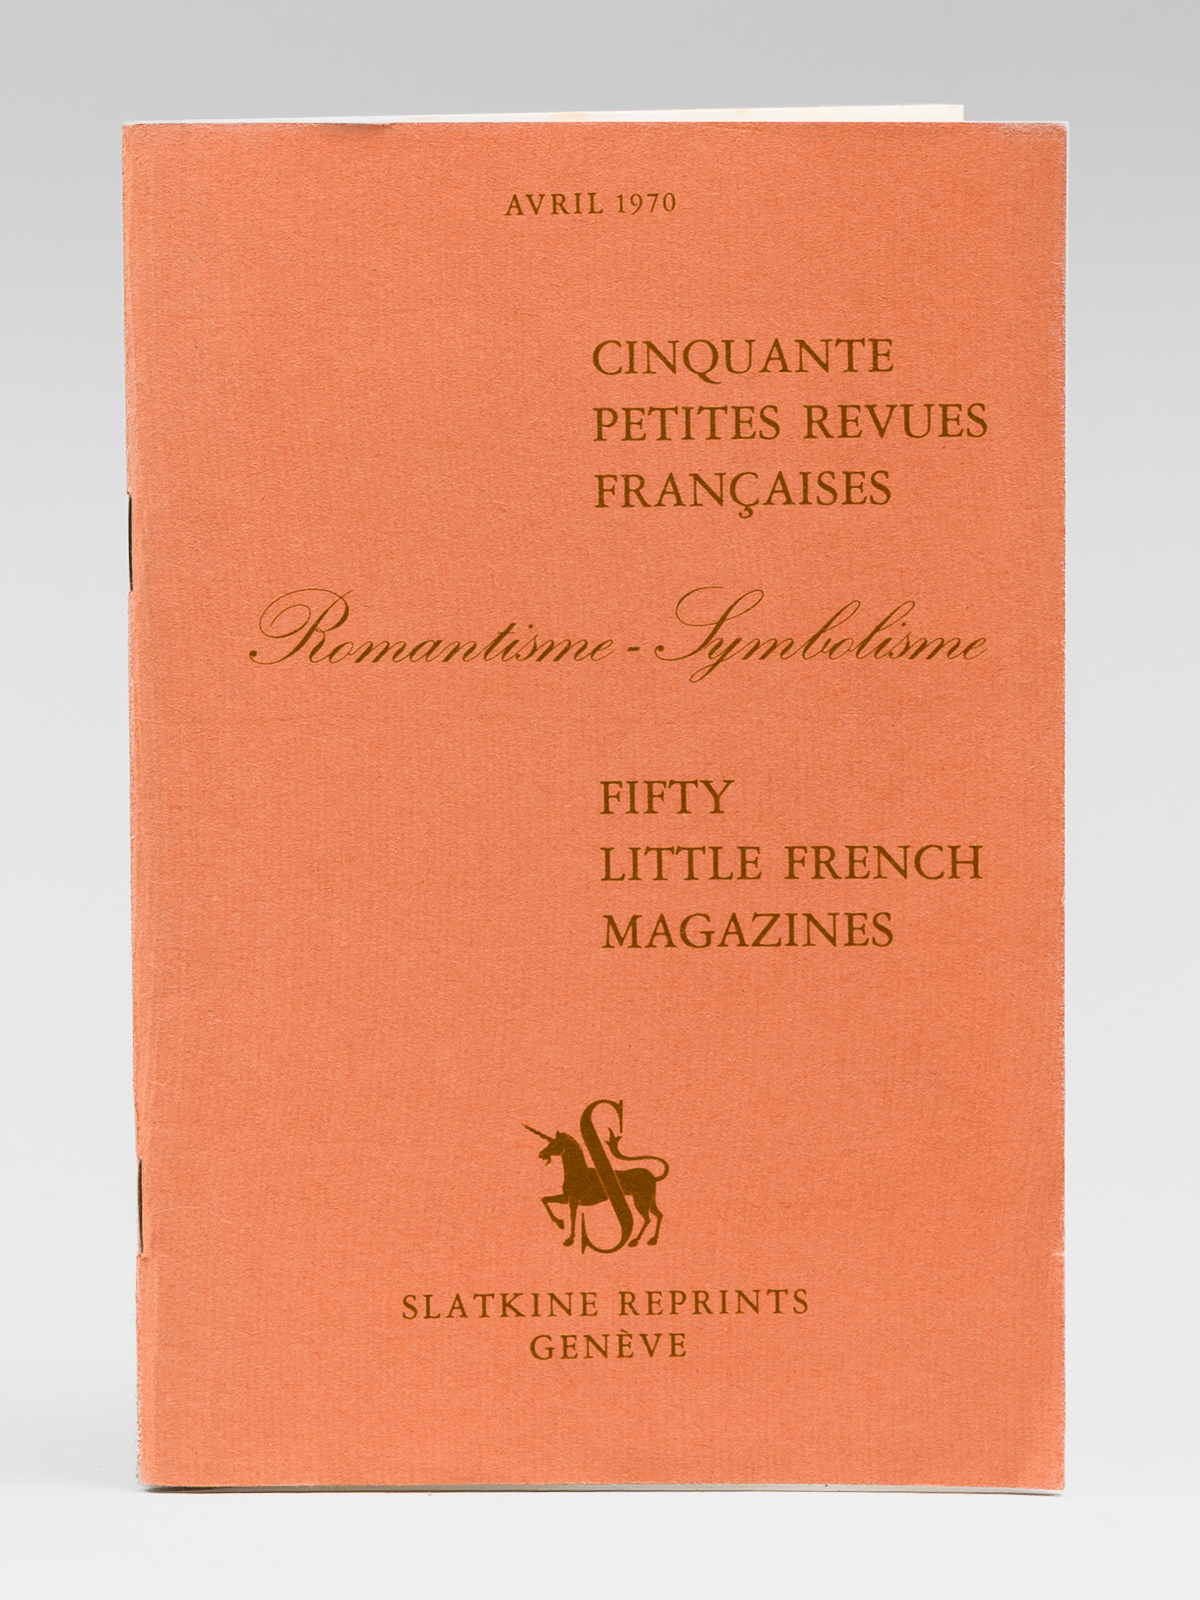 AVRIL 1970
CINQUANTE
PETITES REVUES
FRANÇAISES
Romantisme - Symbolisme
FIFTY
LITTLE FRENCH
MAGAZINES
S
SLATKINE REPRINTS
GENÈVE